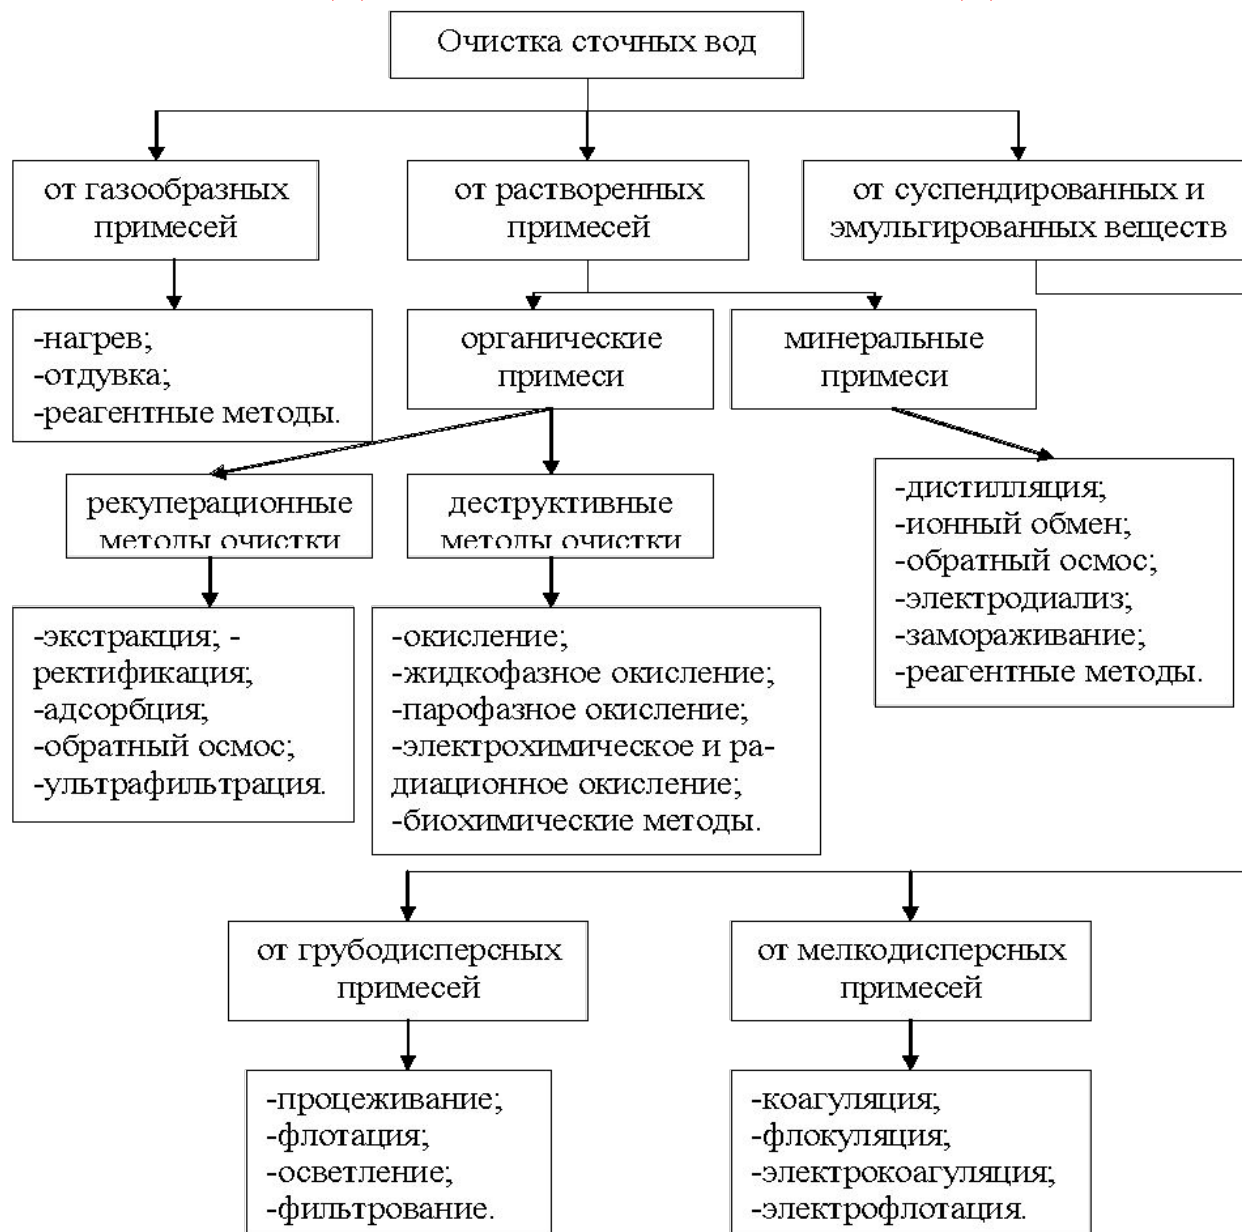 Очистка сточных вод
от газообразных
примесей
от растворенных
примесей
от суспендированных и
эмульгированных веществ
-нагрев;
-отдувка;
-реагентные методы.
органические
примеси
минеральные
примеси
рекуперационные
методы очистки
деструктивные
методы очистки
-дистилляция;
-ионный обмен;
-обратный осмос;
-электродиализ;
-замораживание;
-реагентные методы.
-экстракция; -
ректификация;
-адсорбция;
-обратный осмос;
-ультрафильтрация.
-окисление;
-жидкофазное окисление;
-парофазное окисление;
-электрохимическое и ра-
диационное окисление;
-биохимические методы.
от грубодисперсных
примесей
от мелкодисперсных
примесей
-процеживание;
-флотация;
-осветление;
-фильтрование.
-коагуляция;
-флокуляция;
-электрокоагуляция;
-электрофлотация.